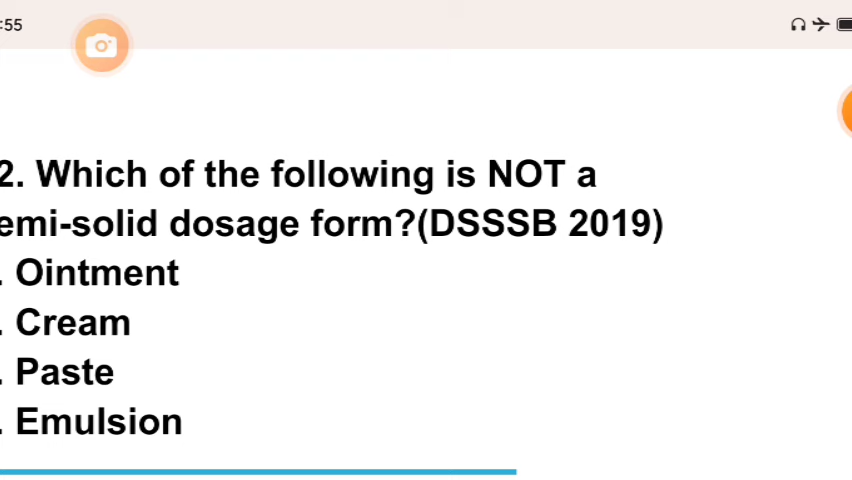 :55
2. Which of the following is NOT a
emi-solid dosage form?(DSSSB 2019)
. Ointment
. Cream
. Paste
. Emulsion